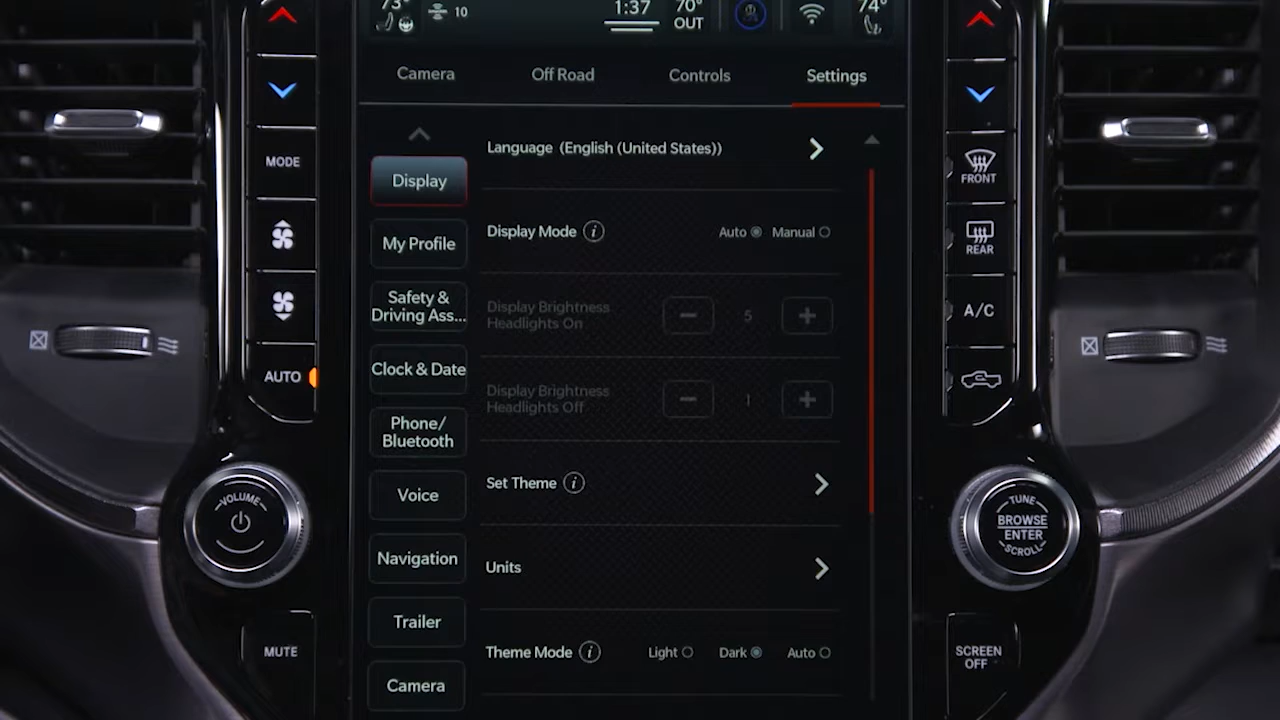 73°
10
1:37
70°
OUT
74°
Camera
Off Road
Controls
Settings
Language (English (United States))
Display
Display Mode i
Auto
Manual
My Profile
Safety &
Driving Ass...
Display Brightness
Headlights On
5
Clock & Date
Display Brightness
Headlights Off
1
Phone/
Bluetooth
Set Theme i
Voice
Navigation
Units
Trailer
Theme Mode i
Light
Dark
Auto
Camera
MODE
AUTO
VOLUME
MUTE
FRONT
REAR
A/C
TUNE
BROWSE
ENTER
SCROLL
SCREEN
OFF